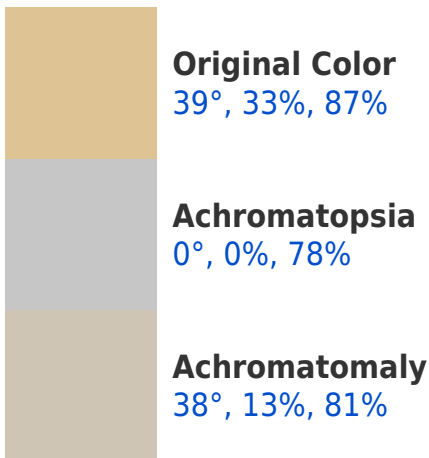 Original Color
39°, 33%, 87%
Achromatopsia
0°, 0%, 78%
Achromatomaly
38°, 13%, 81%